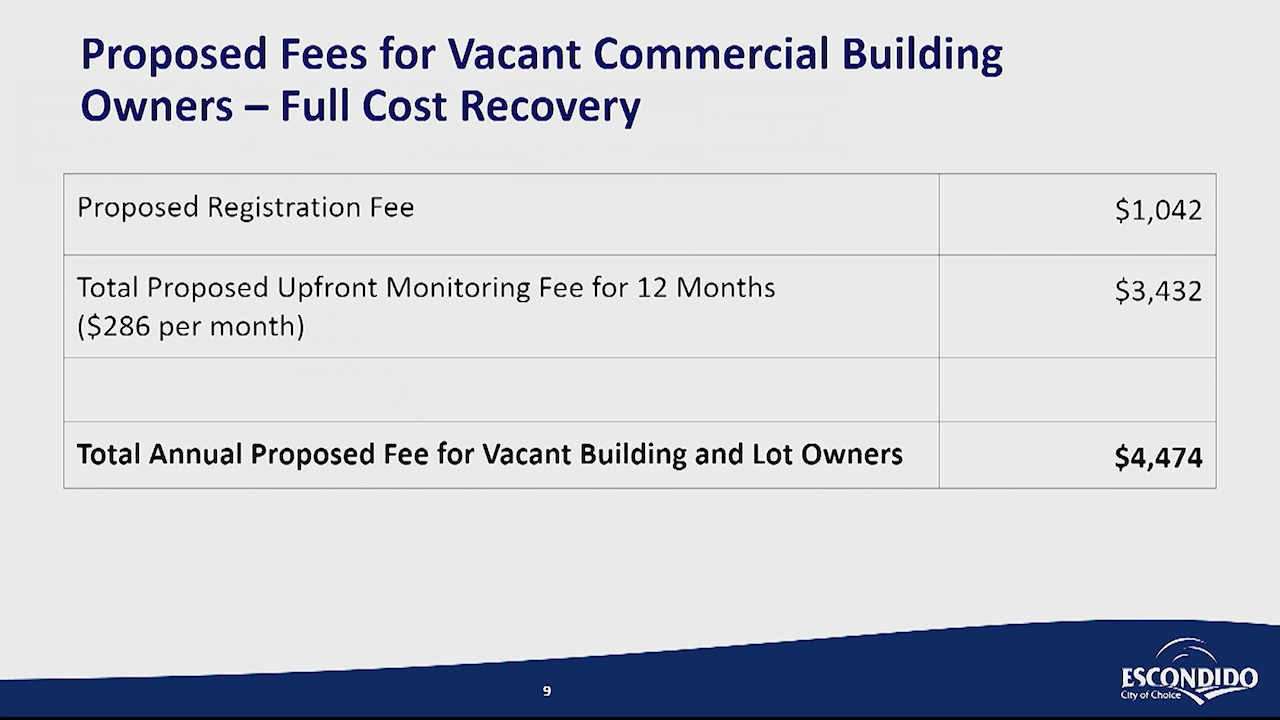 Proposed Fees for Vacant Commercial Building
Owners – Full Cost Recovery
Proposed Registration Fee
$1,042
Total Proposed Upfront Monitoring Fee for 12 Months
($286 per month)
$3,432
Total Annual Proposed Fee for Vacant Building and Lot Owners
$4,474
9
ESCONDIDO
City of Choice